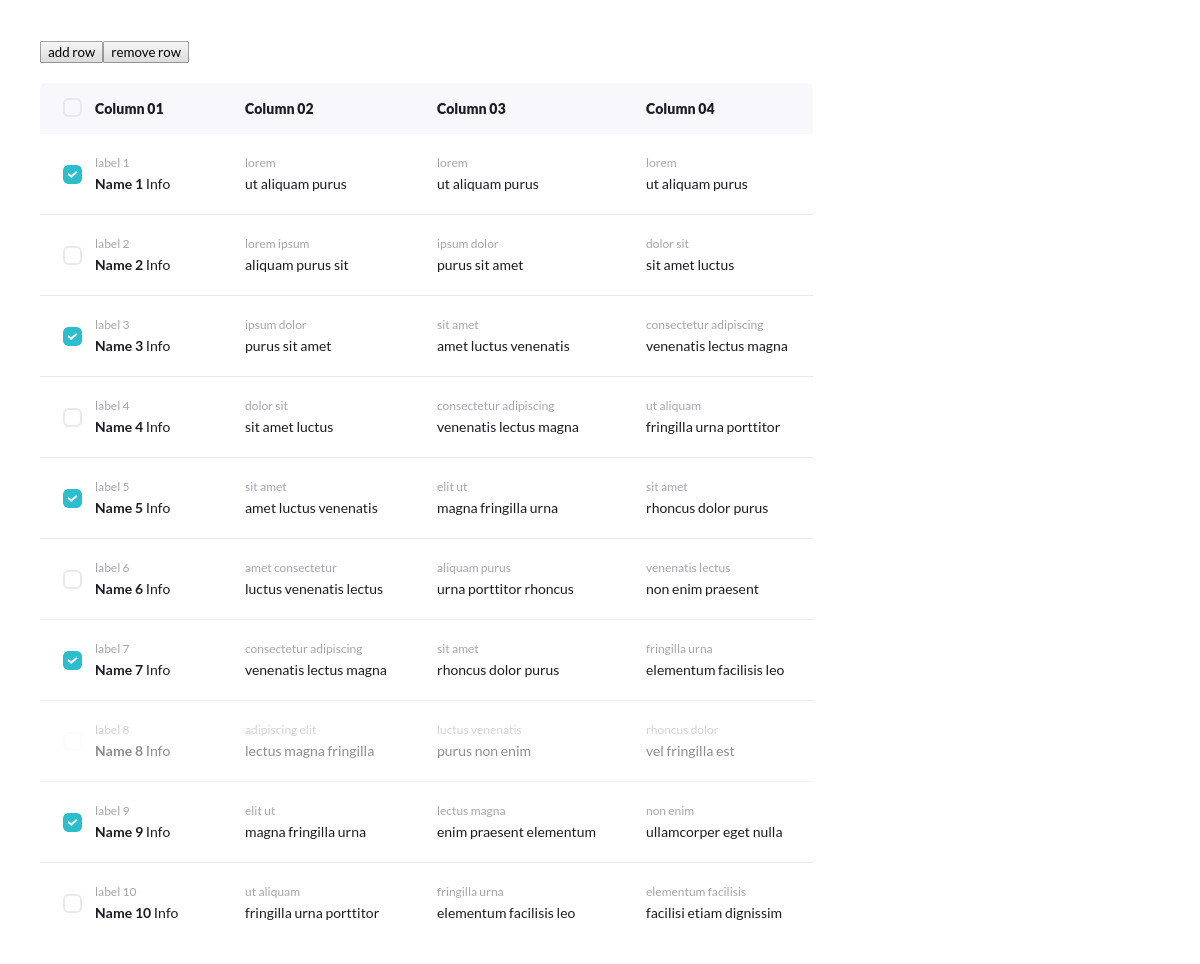 add row remove row
Column 01 Column 02 Column 03 Column 04
label 1 lorem lorem lorem
Name 1 Info ut aliquam purus ut aliquam purus ut aliquam purus
label 2 lorem ipsum ipsum dolor dolor sit
Name 2 Info aliquam purus sit purus sit amet sit amet luctus
label 3 ipsum dolor sit amet consectetur adipiscing
Name 3 Info purus sit amet amet luctus venenatis venenatis lectus magna
label 4 dolor sit consectetur adipiscing ut aliquam
Name 4 Info sit amet luctus venenatis lectus magna fringilla urna porttitor
label 5 sit amet elit ut sit amet
Name 5 Info amet luctus venenatis magna fringilla urna rhoncus dolor purus
label 6 amet consectetur aliquam purus venenatis lectus
Name 6 Info luctus venenatis lectus urna porttitor rhoncus non enim praesent
label 7 consectetur adipiscing sit amet fringilla urna
Name 7 Info venenatis lectus magna rhoncus dolor purus elementum facilisis leo
label 8 adipiscing elit luctus venenatis rhoncus dolor
Name 8 Info lectus magna fringilla purus non enim vel fringilla est
label 9 elit ut lectus magna non enim
Name 9 Info magna fringilla urna enim praesent elementum ullamcorper eget nulla
label 10 ut aliquam fringilla urna elementum facilisis
Name 10 Info fringilla urna porttitor elementum facilisis leo facilisi etiam dignissim